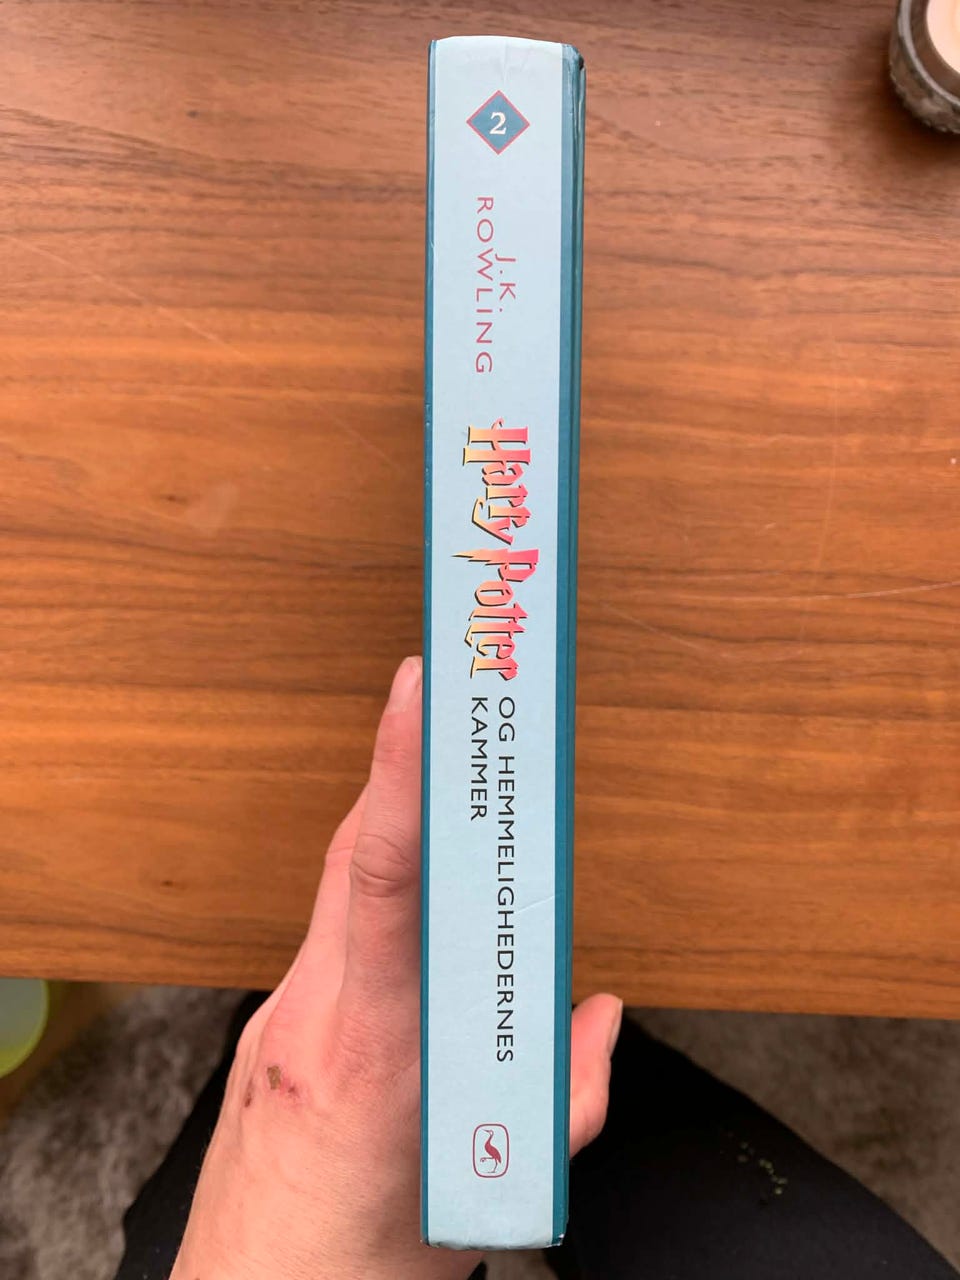 2
J.K.
ROWLING
Harry Potter
OG HEMMELIGHEDERNES
KAMMER